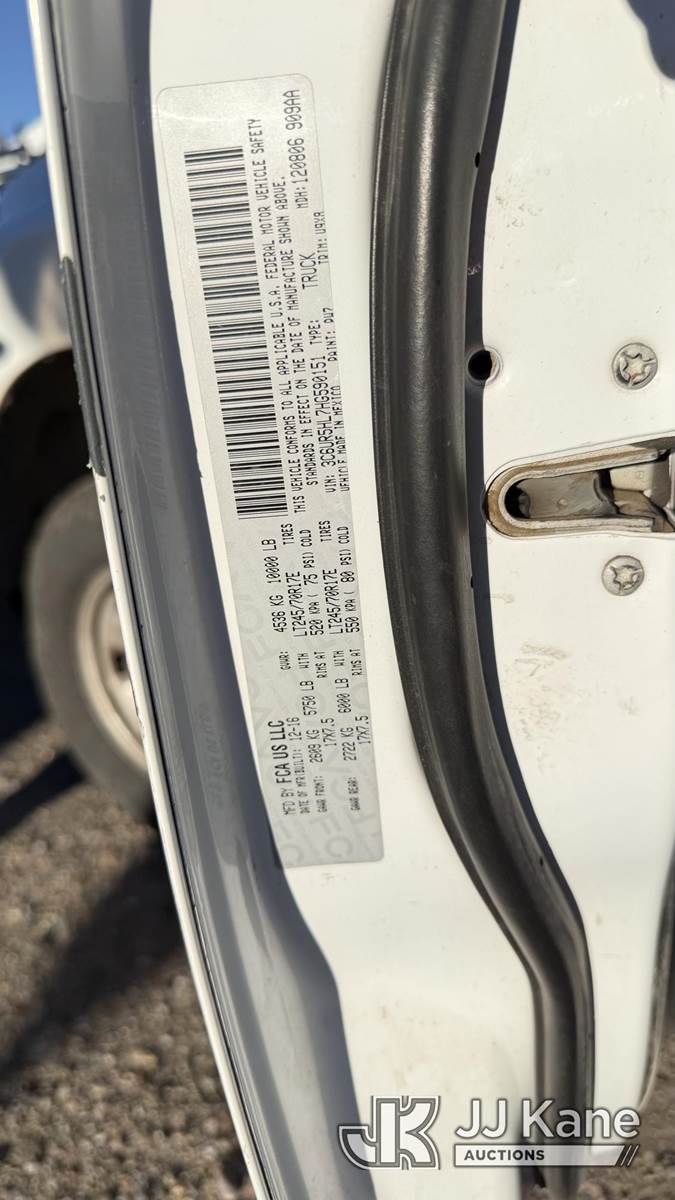 MFD BY FCA US LLC
DATE OF MFR(BUILT): 12-16 GVWR: 4536 KG 10000 LB
GAWR FRONT: 2609 KG 5750 LB WITH LT245/70R17E TIRES
17X7.5 RIMS AT 520 KPA ( 75 PSI) COLD
GAWR REAR: 2722 KG 6000 LB WITH LT245/70R17E TIRES
17X7.5 RIMS AT 550 KPA ( 80 PSI) COLD
THIS VEHICLE CONFORMS TO ALL APPLICABLE U.S.A. FEDERAL MOTOR VEHICLE SAFETY
STANDARDS IN EFFECT ON THE DATE OF MANUFACTURE SHOWN ABOVE.
VIN: 3C6UR5HL7HG590151 TYPE: TRUCK MDH: 120806 909AA
VEHICLE MADE IN MEXICO PAINT: PW7 TRIM: U9X8
JK JJ Kane
AUCTIONS